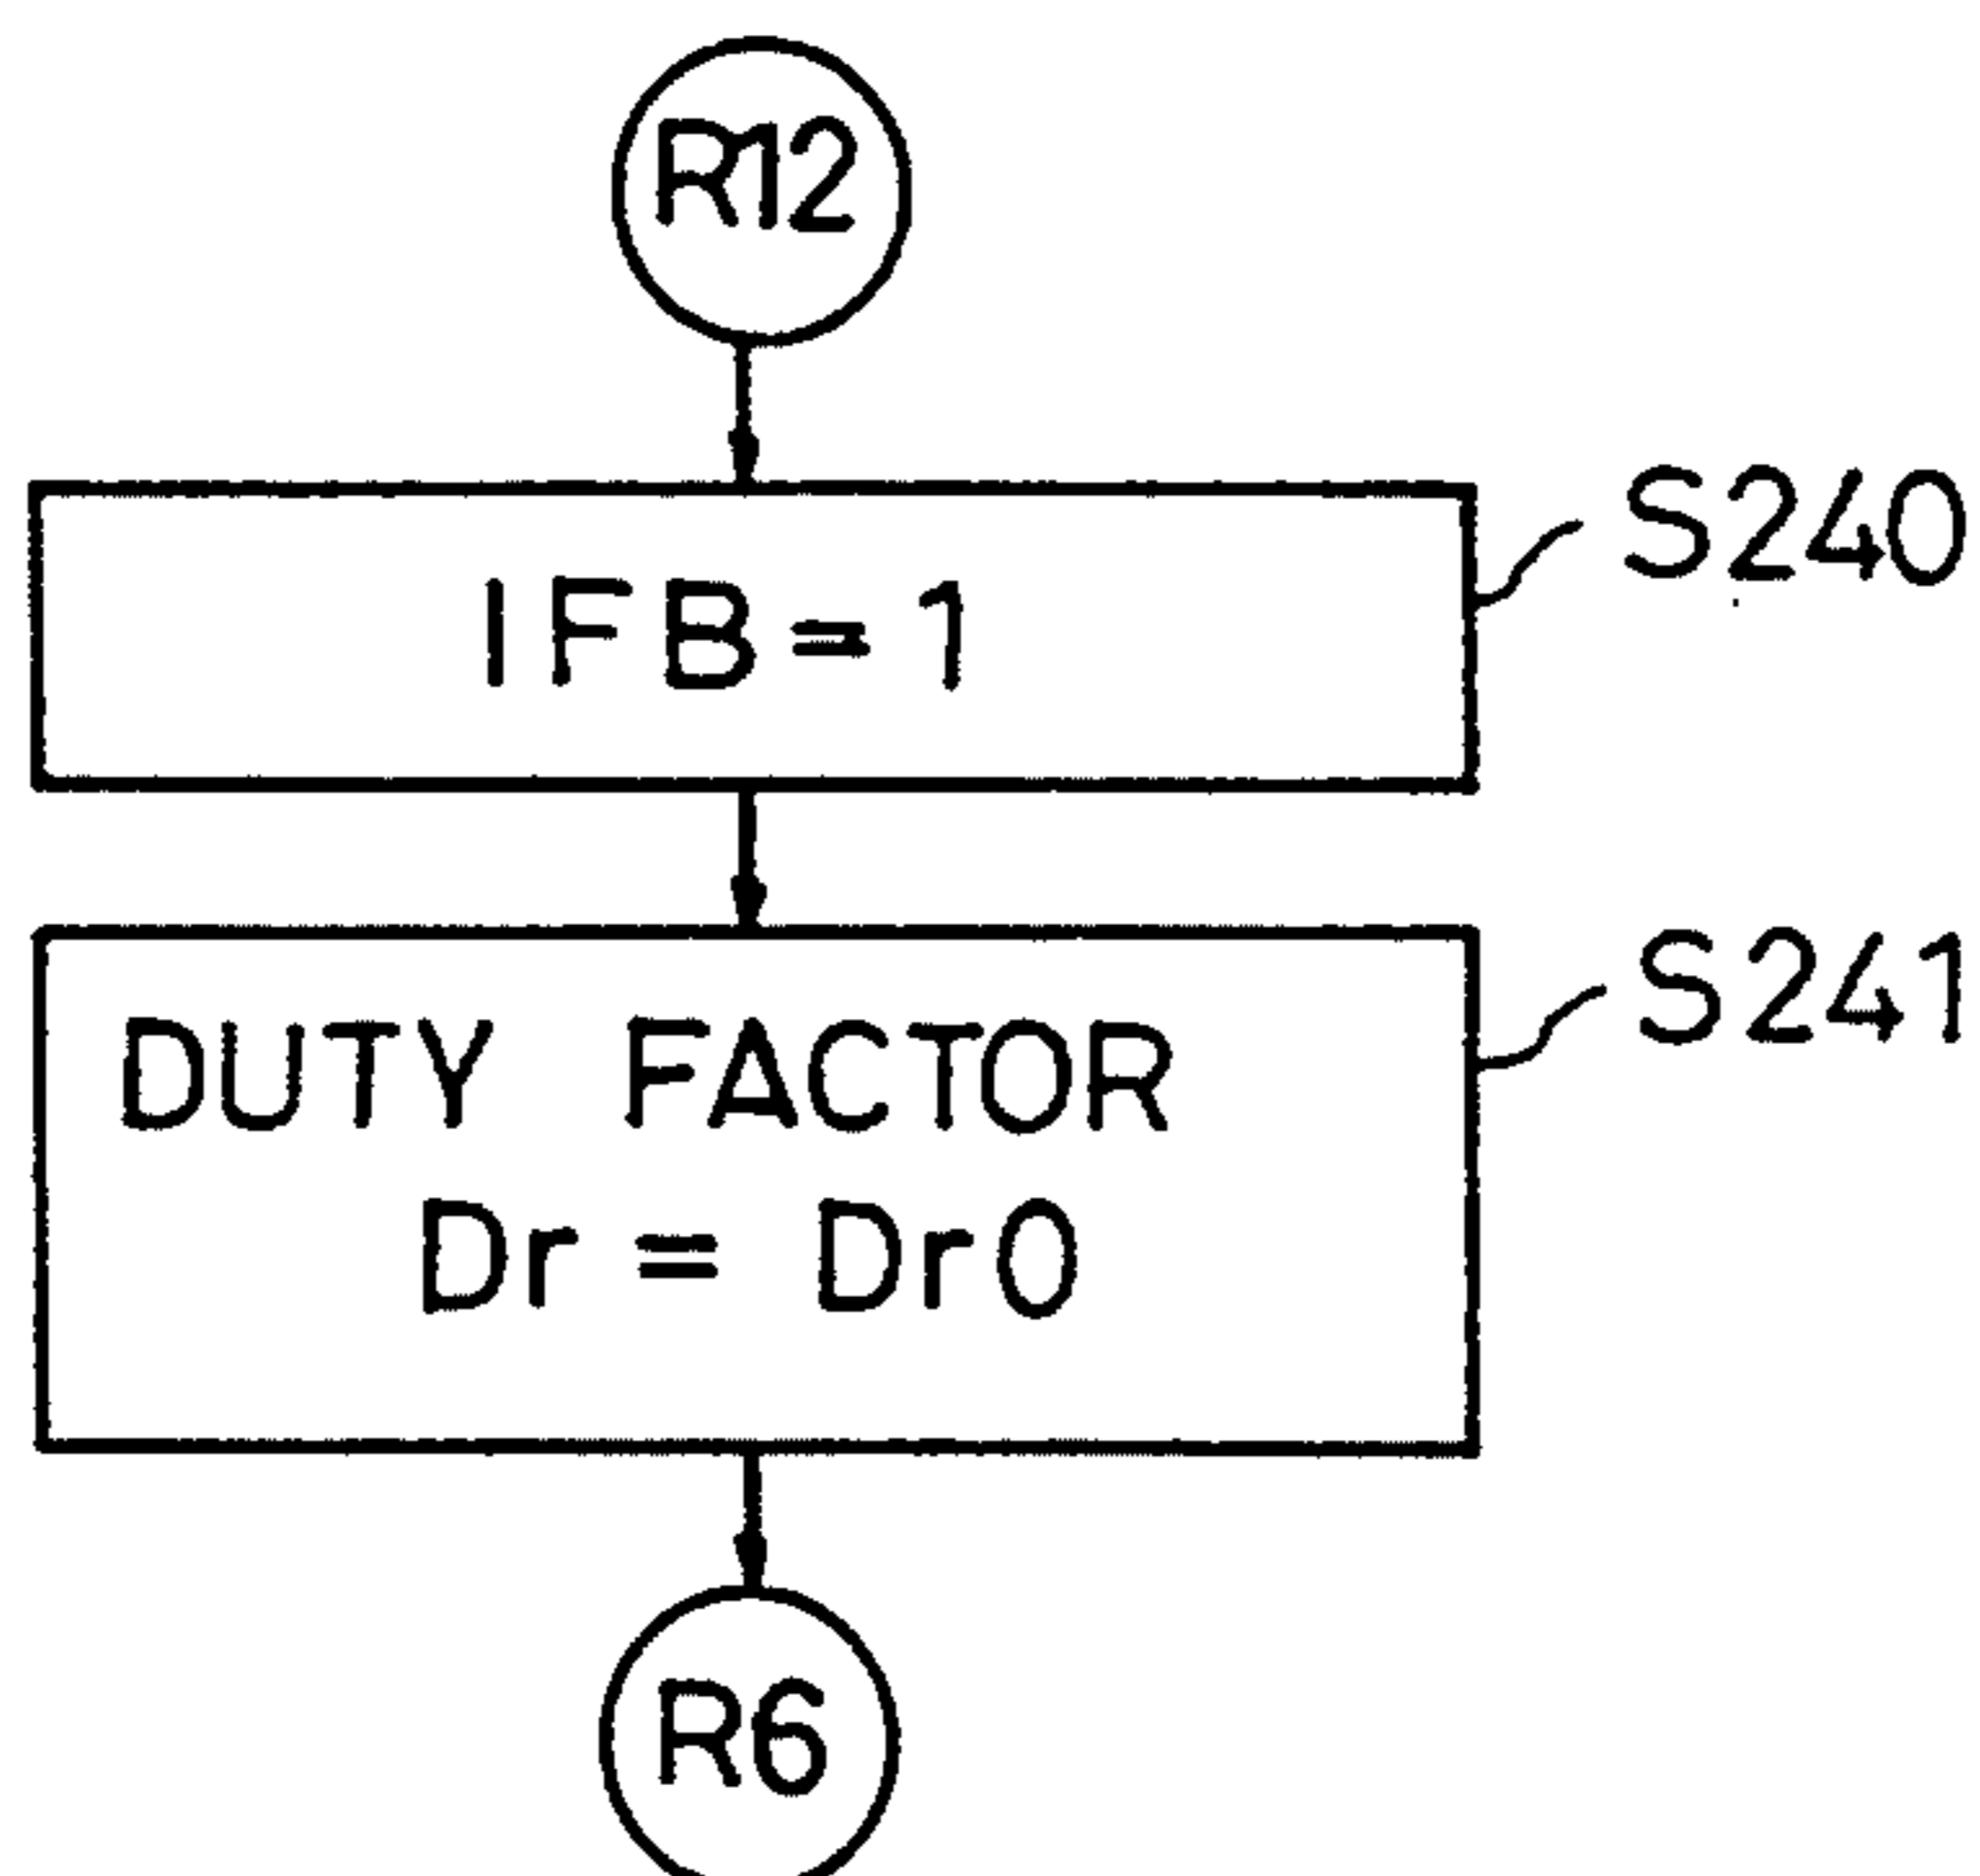 R12
IFB=1
S240
DUTY FACTOR
Dr = Dr0
S241
R6